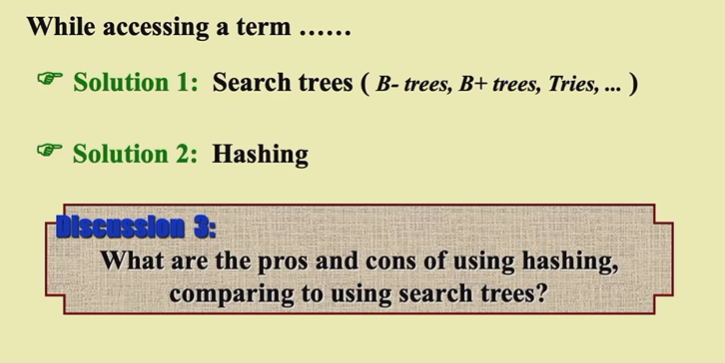 While accessing a term ……
☞ Solution 1: Search trees ( B- trees, B+ trees, Tries, ... )
☞ Solution 2: Hashing
Discussion 3:
What are the pros and cons of using hashing,
comparing to using search trees?